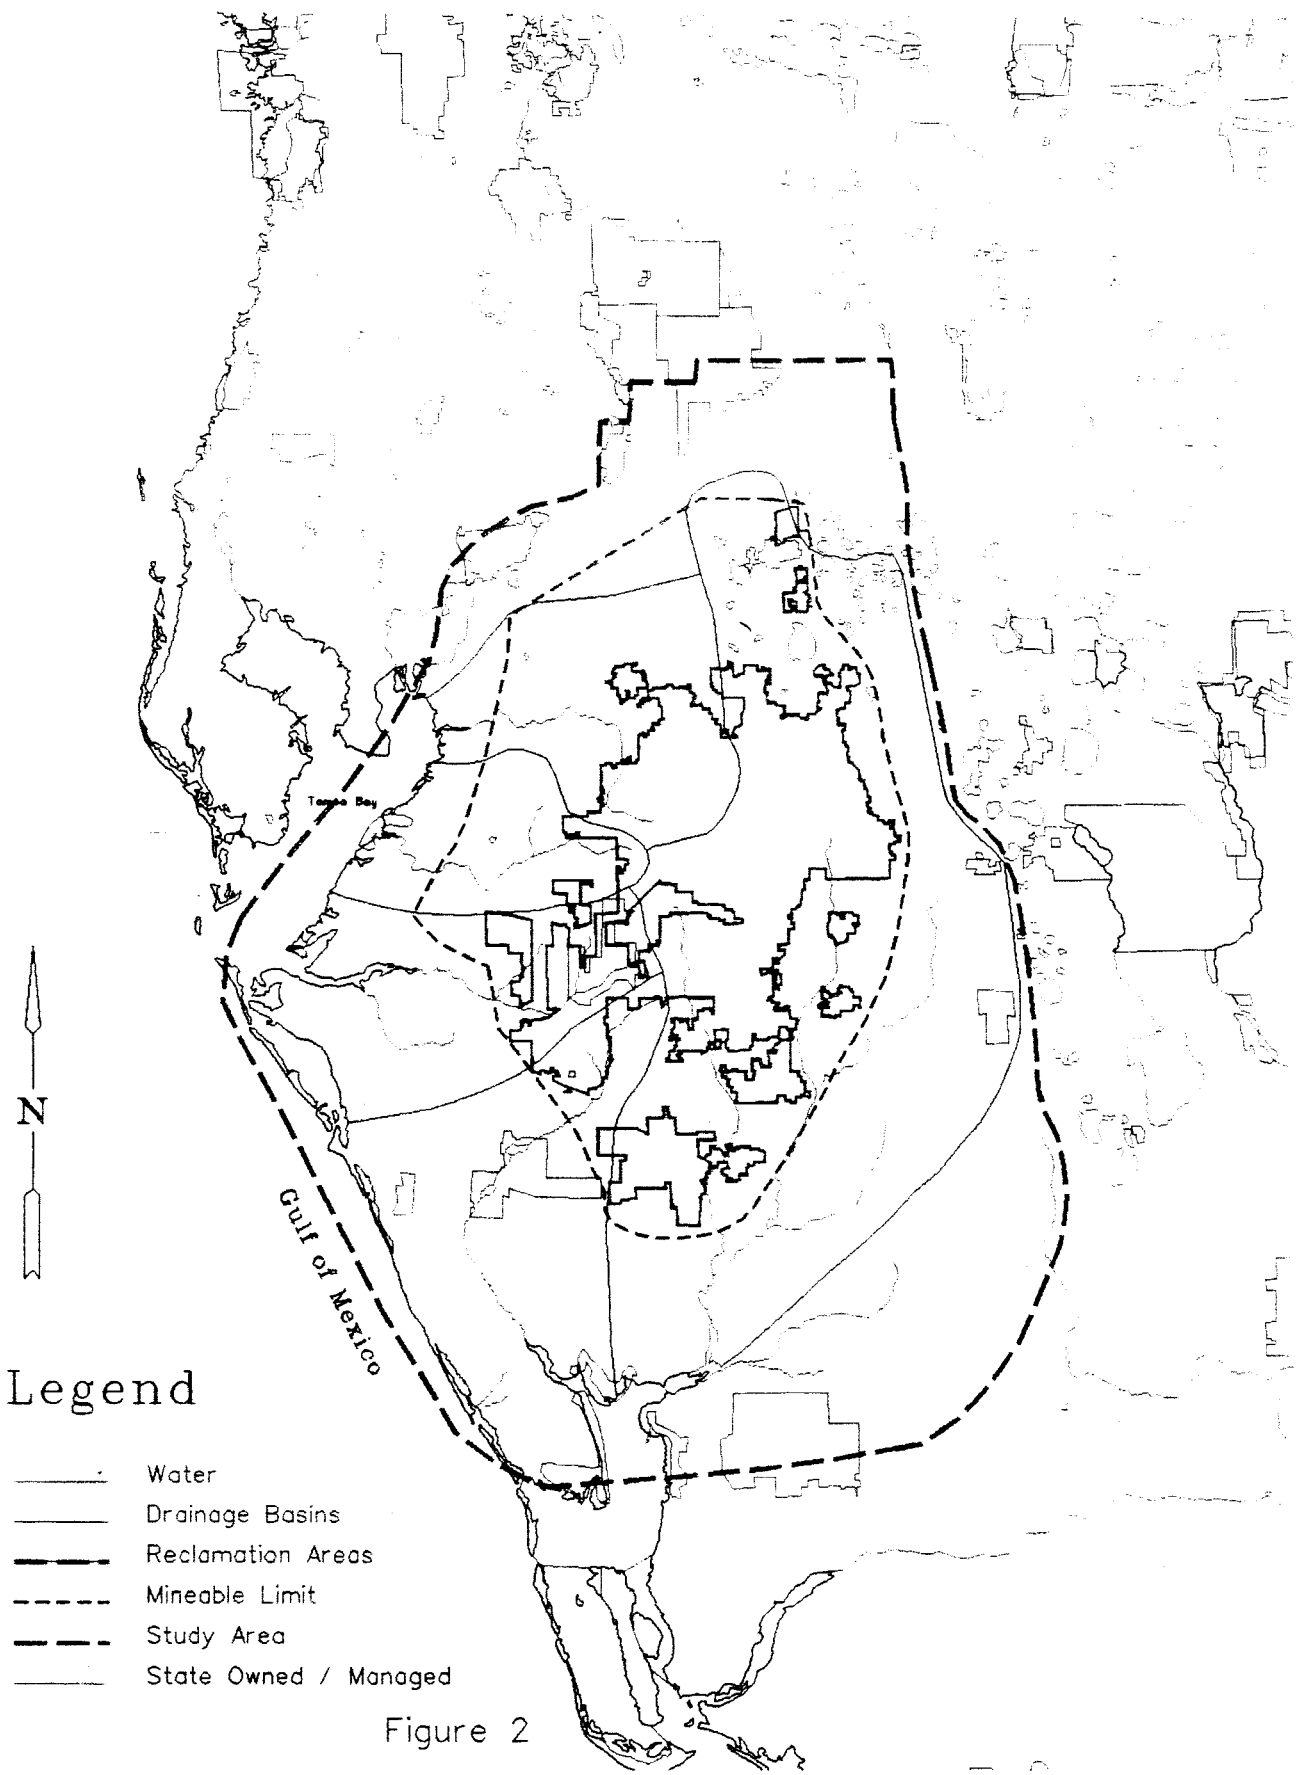 Tampa Bay
N
Gulf of Mexico
Legend
Water
Drainage Basins
Reclamation Areas
Mineable Limit
Study Area
State Owned / Managed
Figure 2